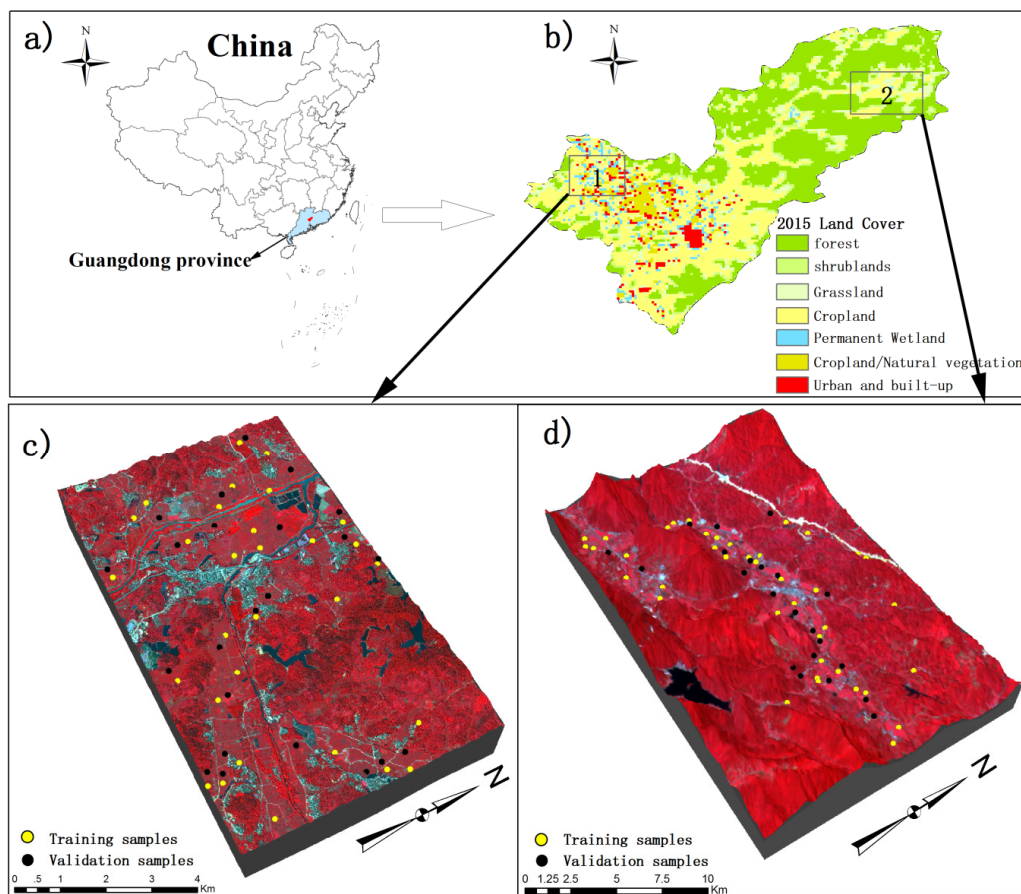 a)
N
China
Guangdong province
b)
N
2
1
2015 Land Cover
forest
shrublands
Grassland
Cropland
Permanent Wetland
Cropland/Natural vegetation
Urban and built-up
c)
N
Training samples
Validation samples
0 .5 1 2 3 4
Km
d)
N
Training samples
Validation samples
0 1.25 2.5 5 7.5 10
Km